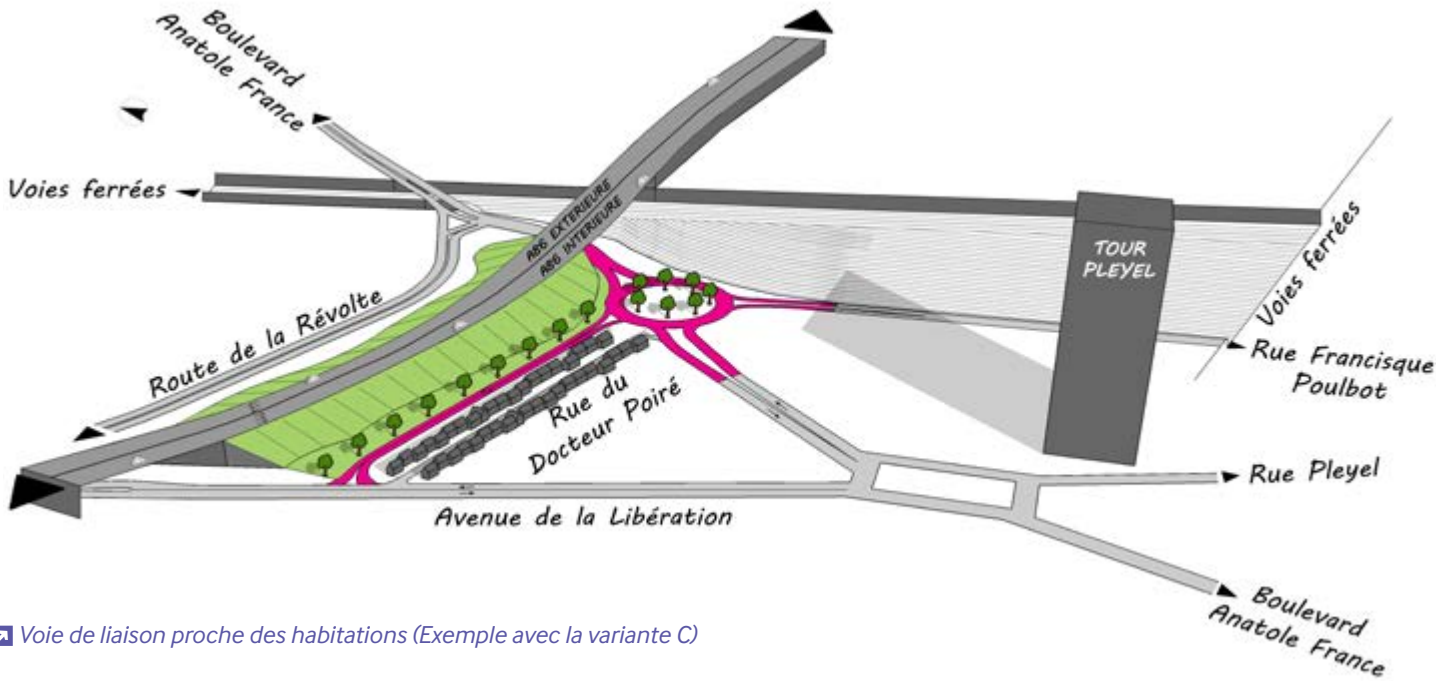 Boulevard
Anatole France
Voies ferrées
A86 EXTERIEURE
A86 INTERIEURE
TOUR
PLEYEL
Voies ferrées
Route de la Révolte
Rue Francisque
Poulbot
Rue du
Docteur Poiré
Rue Pleyel
Avenue de la Libération
Boulevard
Anatole France
Voie de liaison proche des habitations (Exemple avec la variante C)